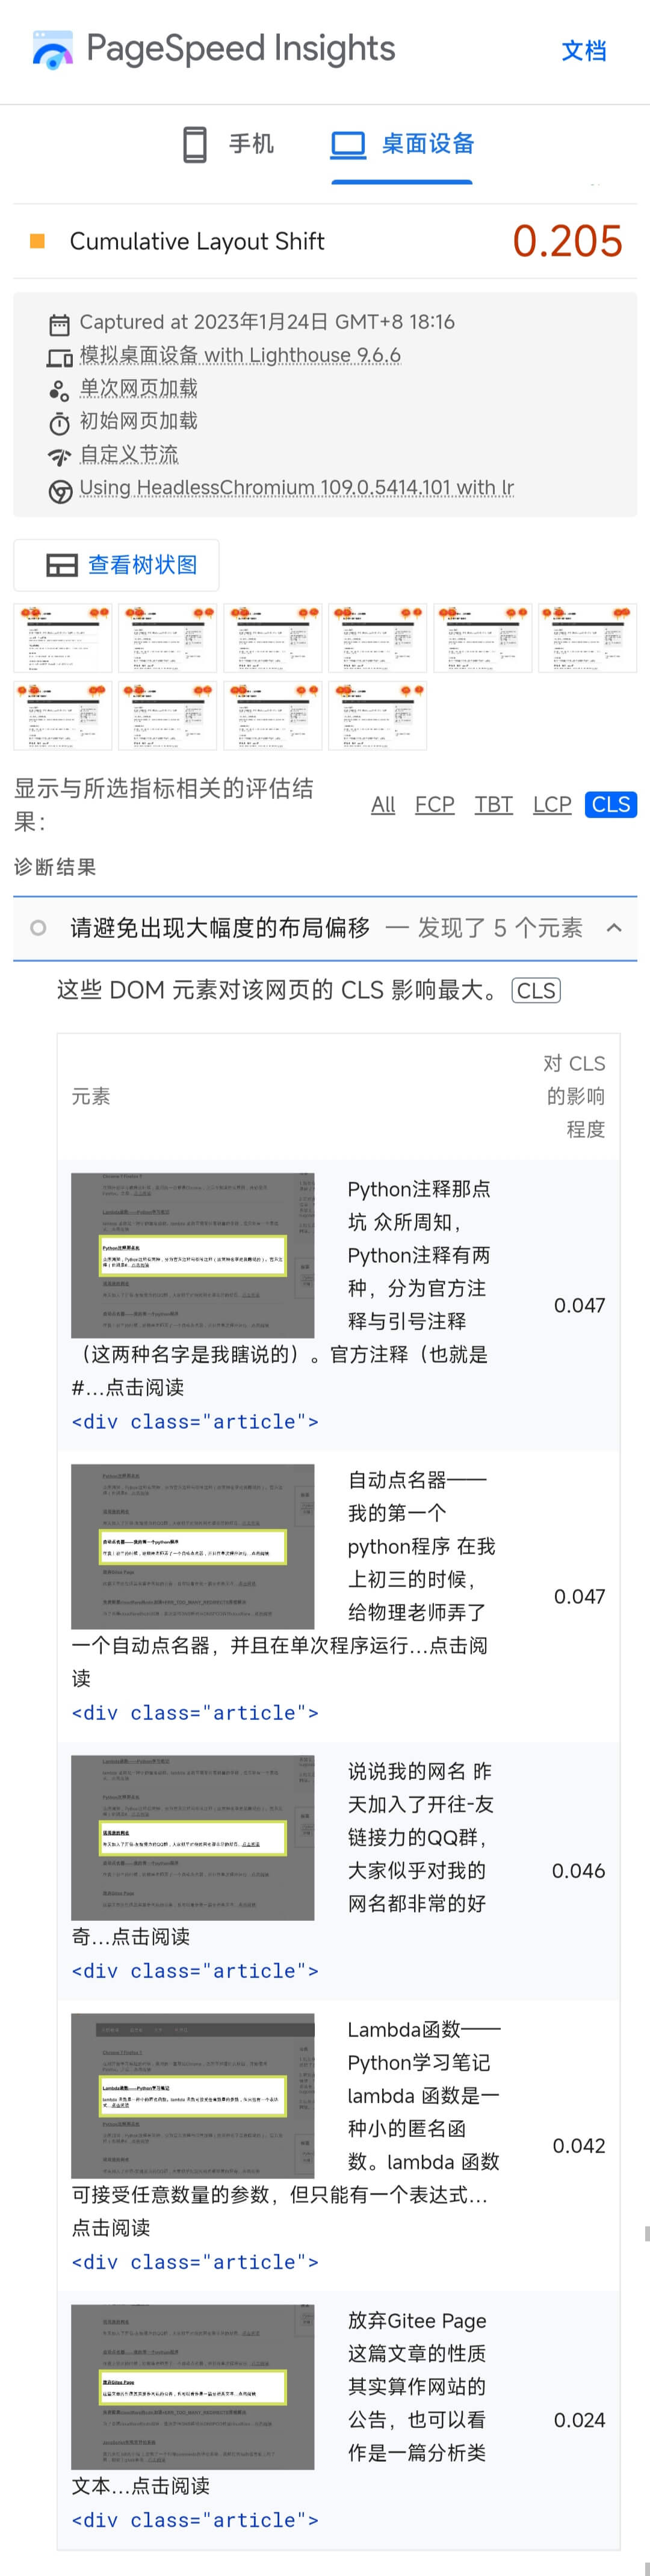 PageSpeed Insights
文档
手机
桌面设备
Cumulative Layout Shift
0.205
Captured at 2023年1月24日 GMT+8 18:16
模拟桌面设备 with Lighthouse 9.6.6
单次网页加载
初始网页加载
自定义节流
Using HeadlessChromium 109.0.5414.101 with lr
查看树状图
显示与所选指标相关的评估结
果:
All FCP TBT LCP CLS
诊断结果
请避免出现大幅度的布局偏移 — 发现了 5 个元素
这些 DOM 元素对该网页的 CLS 影响最大。 CLS
元素
对 CLS
的影响
程度
Python注释那点
坑 众所周知，
Python注释有两
种，分为官方注
释与引号注释
（这两种名字是我瞎说的）。官方注释（也就是
#...点击阅读
<div class="article">
0.047
自动点名器——
我的第一个
python程序 在我
上初三的时候，
给物理老师弄了
一个自动点名器，并且在单次程序运行...点击阅
读
<div class="article">
0.047
说说我的网名 昨
天加入了开往-友
链接力的QQ群，
大家似乎对我的
网名都非常的好
奇...点击阅读
<div class="article">
0.046
Lambda函数——
Python学习笔记
lambda 函数是一
种小的匿名函
数。lambda 函数
可接受任意数量的参数，但只能有一个表达式...
点击阅读
<div class="article">
0.042
放弃Gitee Page
这篇文章的性质
其实算作网站的
公告，也可以看
作是一篇分析类
文本...点击阅读
<div class="article">
0.024